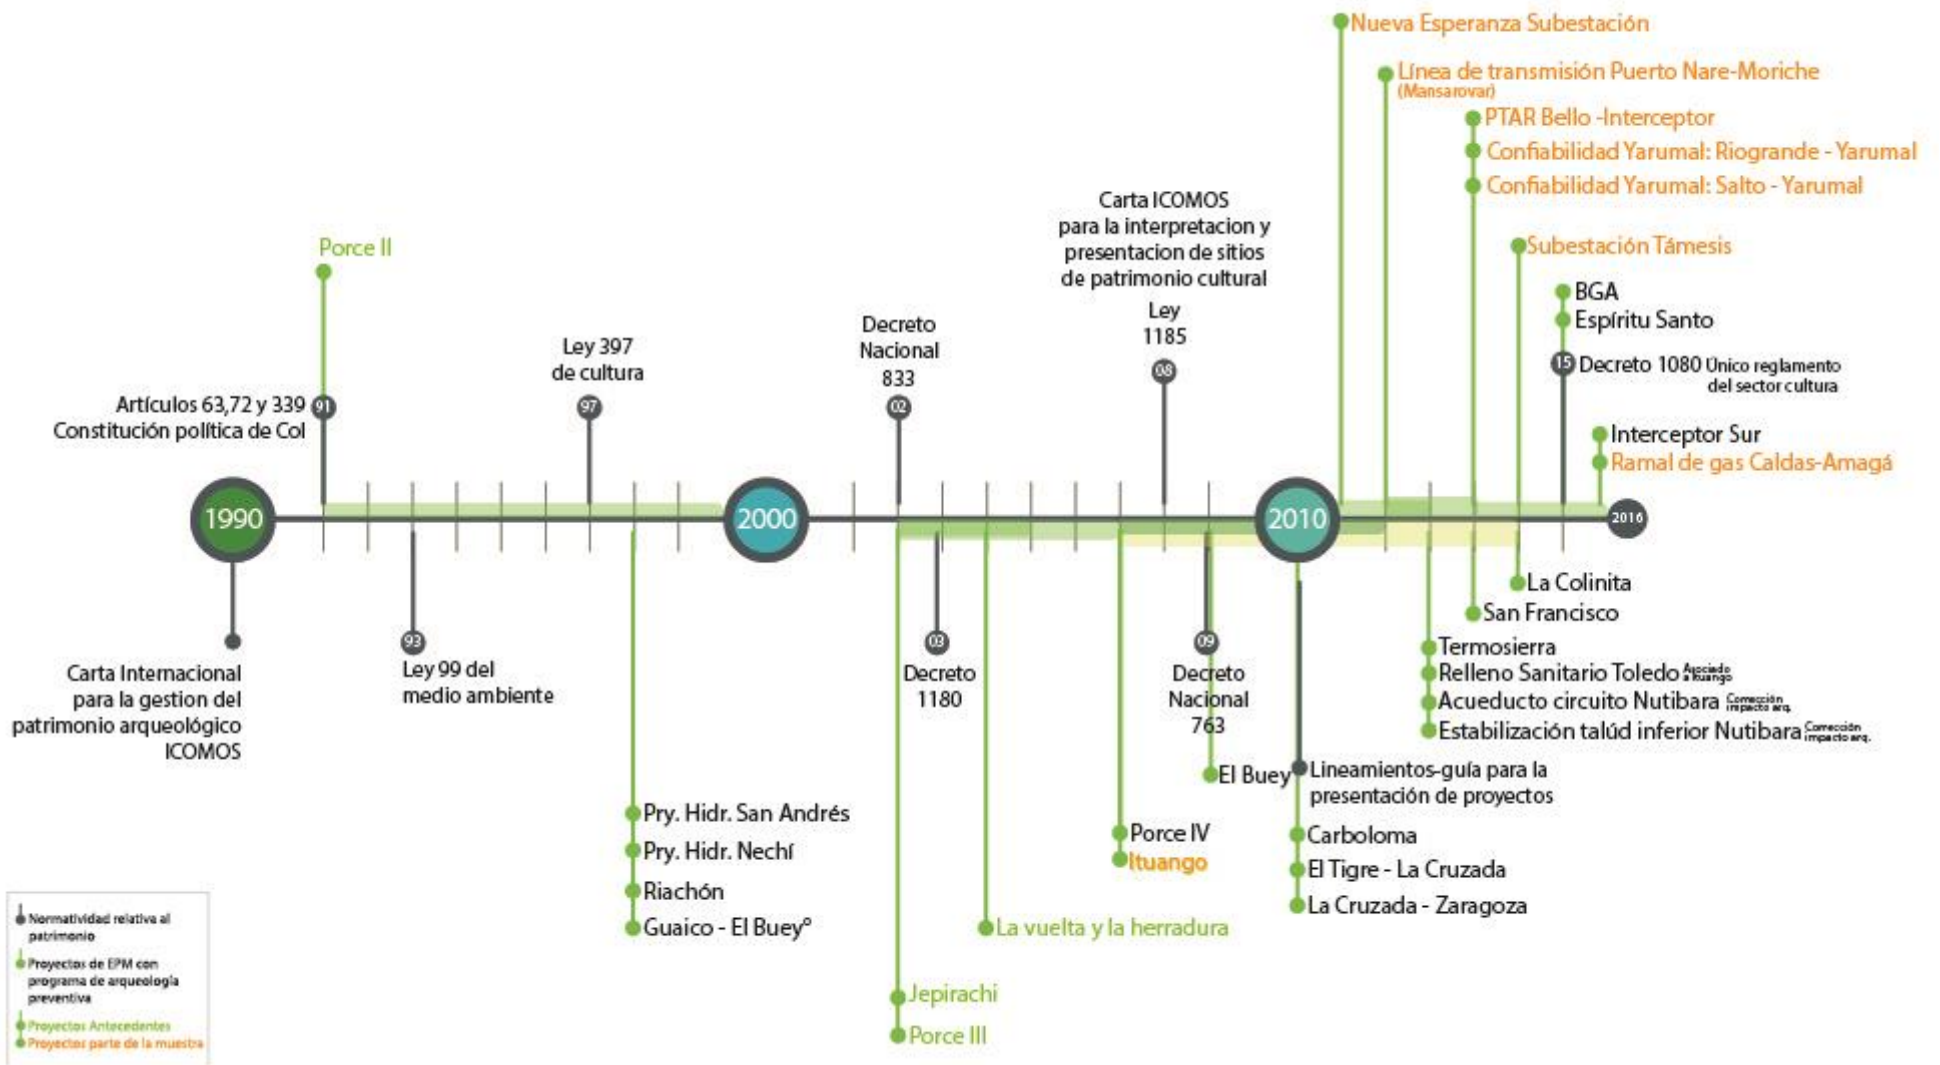 Nueva Esperanza Subestación
Línea de transmisión Puerto Nare-Moriche
(Mansarovar)
PTAR Bello -Interceptor
Confiabilidad Yarumal: Riogrande - Yarumal
Confiabilidad Yarumal: Salto - Yarumal
Subestación Támesis
BGA
Espíritu Santo
15
Decreto 1080 Único reglamento
del sector cultura
Interceptor Sur
Ramal de gas Caldas-Amagá
Porce II
Artículos 63,72 y 339
Constitución política de Col
91
Ley 397
de cultura
97
Decreto
Nacional
833
02
Carta ICOMOS
para la interpretacion y
presentacion de sitios
de patrimonio cultural
Ley
1185
08
1990
2000
2010
2016
Carta Internacional
para la gestion del
patrimonio arqueológico
ICOMOS
93
Ley 99 del
medio ambiente
Pry. Hidr. San Andrés
Pry. Hidr. Nechí
Riachón
Guaico - El Buey°
03
Decreto
1180
La vuelta y la herradura
Jepirachi
Porce III
09
Decreto
Nacional
763
El Buey
Porce IV
Ituango
Lineamientos-guía para la
presentación de proyectos
Carboloma
El Tigre - La Cruzada
La Cruzada - Zaragoza
La Colinita
San Francisco
Termosierra
Relleno Sanitario Toledo Asociado
a Ituango
Acueducto circuito Nutibara Corrección
impacto arq.
Estabilización talúd inferior Nutibara Corrección
impacto arq.
Normatividad relativa al
patrimonio
Proyectos de EPM con
programa de arqueología
preventiva
Proyectos Antecedentes
Proyectos parte de la muestra